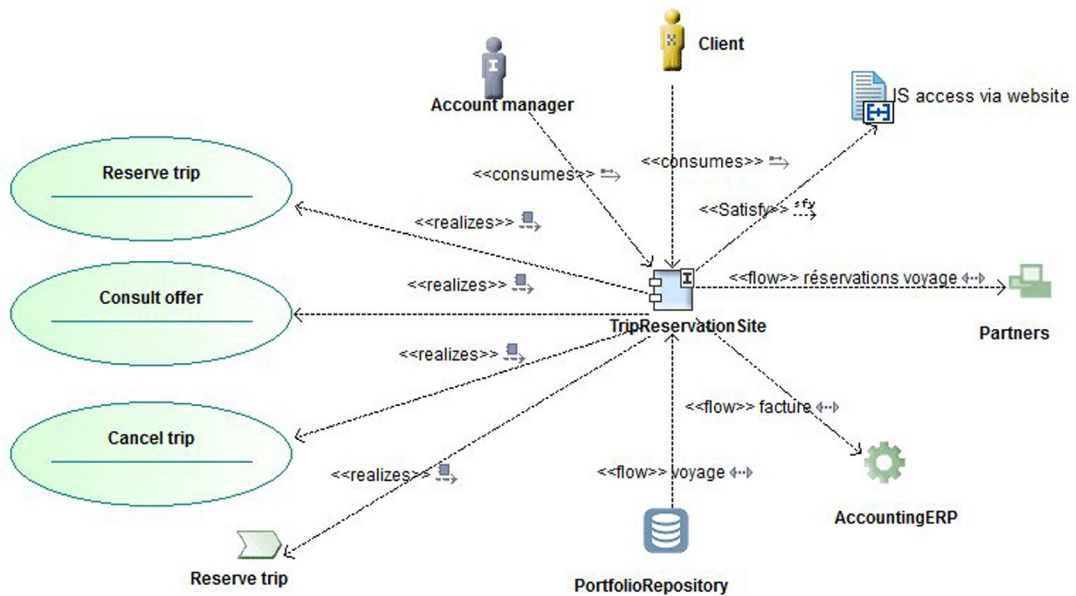 Client
Account manager
IS access via website
<<consumes>>
<<consumes>>
Reserve trip
<<Satisfy>> sfy
<<realizes>>
<<flow>> réservations voyage
<<realizes>>
Consult offer
I
I
TripReservationSite
Partners
<<realizes>>
<<flow>> facture
Cancel trip
<<realizes>>
<<flow>> voyage
AccountingERP
Reserve trip
PortfolioRepository